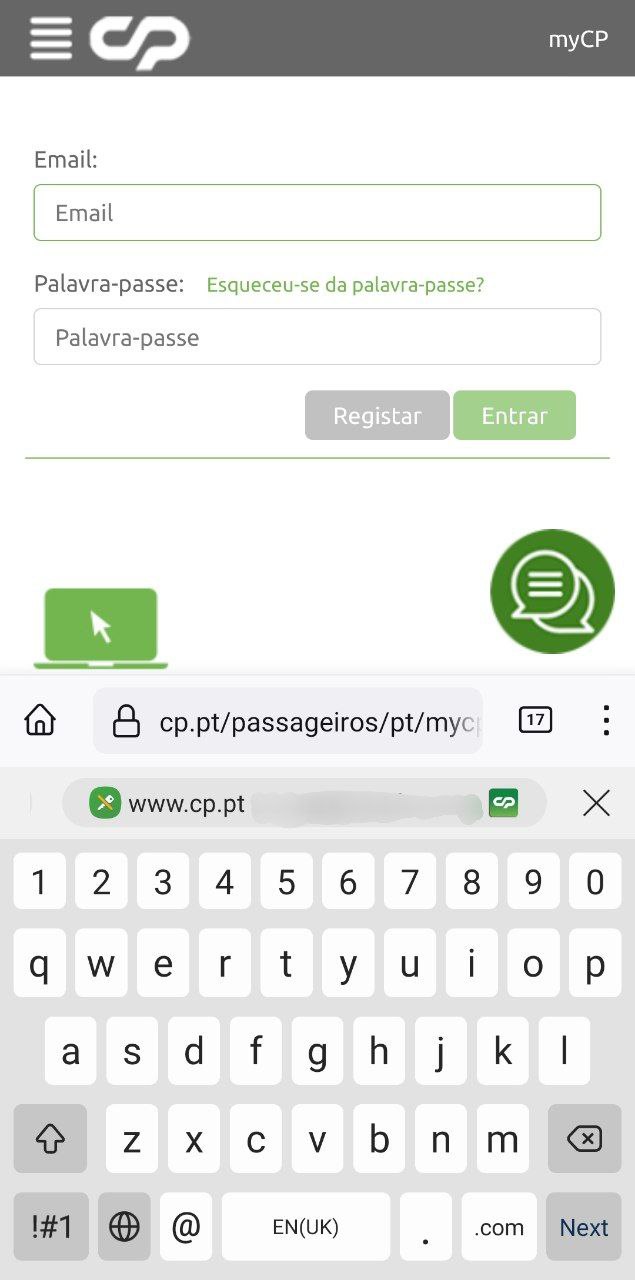 CP myCP
Email:
Email
Palavra-passe: Esqueceu-se da palavra-passe?
Palavra-passe
Registar Entrar
cp.pt/passageiros/pt/mycp 17
www.cp.pt CP
1 2 3 4 5 6 7 8 9 0
q w e r t y u i o p
a s d f g h j k l
z x c v b n m
!#1 @ EN(UK) . .com Next